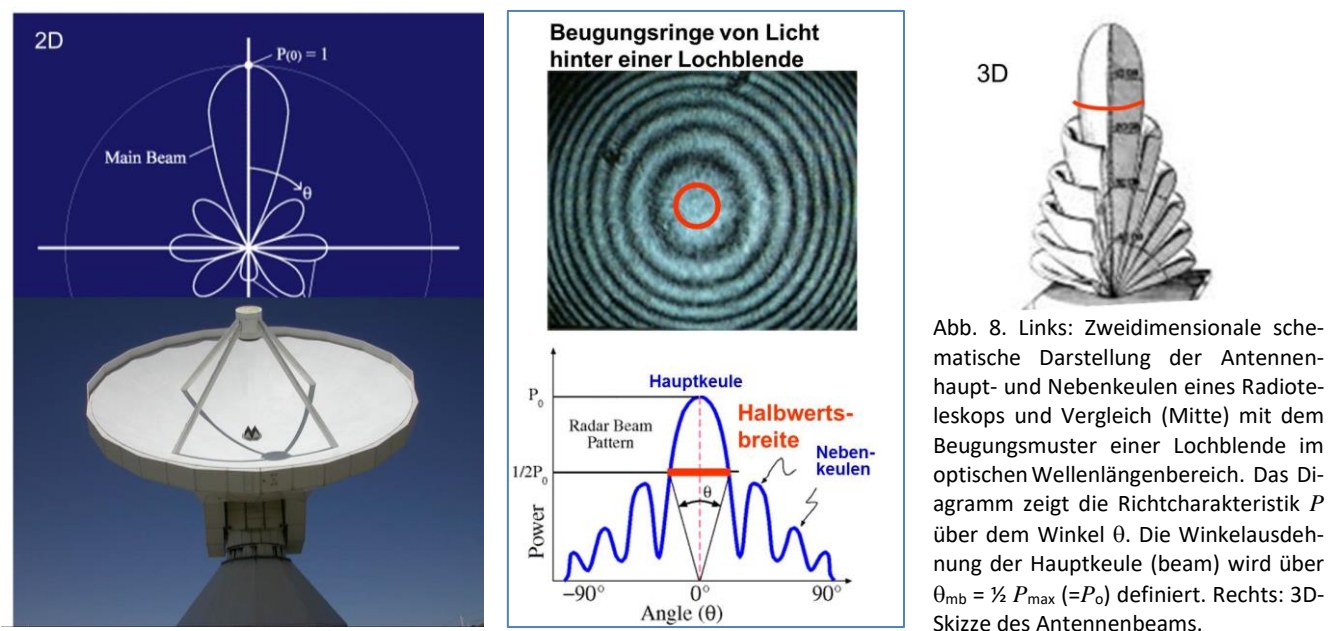 2D
P(0) = 1
Main Beam
θ
Beugungsringe von Licht
hinter einer Lochblende
Hauptkeule
P₀
Radar Beam
Pattern
Halbwerts-
breite
Neben-
keulen
1/2P₀
θ
Power
−90°
0°
90°
Angle (θ)
3D
Abb. 8. Links: Zweidimensionale sche-
matische Darstellung der Antennen-
haupt- und Nebenkeulen eines Radiote-
leskops und Vergleich (Mitte) mit dem
Beugungsmuster einer Lochblende im
optischen Wellenlängenbereich. Das Di-
agramm zeigt die Richtcharakteristik P
über dem Winkel θ. Die Winkelausdeh-
nung der Hauptkeule (beam) wird über
θmb = ½ Pmax (=Po) definiert. Rechts: 3D-
Skizze des Antennenbeams.